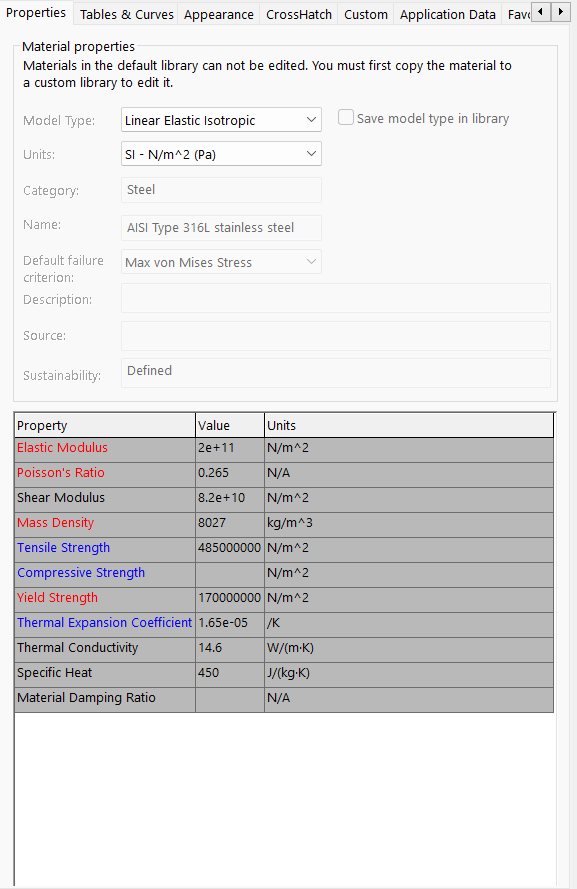 Properties Tables & Curves Appearance CrossHatch Custom Application Data Favo
Material properties
Materials in the default library can not be edited. You must first copy the material to
a custom library to edit it.
Model Type: Linear Elastic Isotropic Save model type in library
Units: SI - N/m^2 (Pa)
Category: Steel
Name: AISI Type 316L stainless steel
Default failure
criterion: Max von Mises Stress
Description:
Source:
Sustainability: Defined
Property Value Units
Elastic Modulus 2e+11 N/m^2
Poisson's Ratio 0.265 N/A
Shear Modulus 8.2e+10 N/m^2
Mass Density 8027 kg/m^3
Tensile Strength 485000000 N/m^2
Compressive Strength N/m^2
Yield Strength 170000000 N/m^2
Thermal Expansion Coefficient 1.65e-05 /K
Thermal Conductivity 14.6 W/(m·K)
Specific Heat 450 J/(kg·K)
Material Damping Ratio N/A